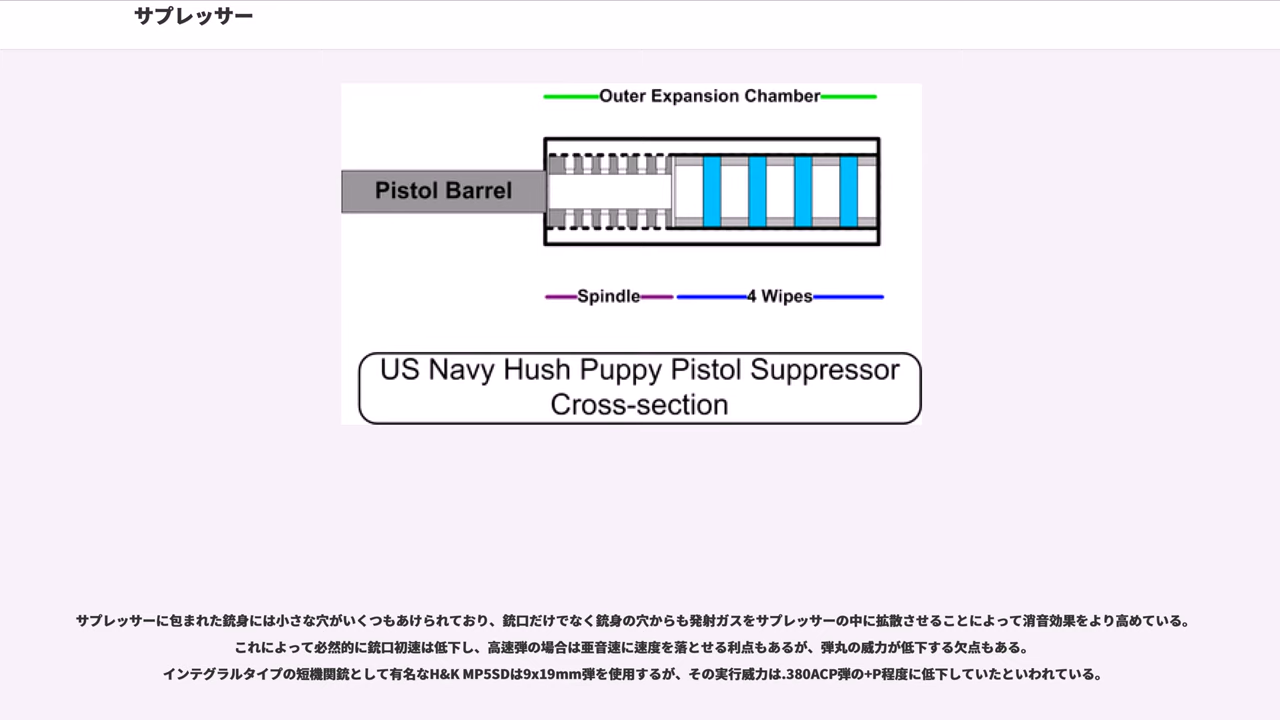 サプレッサー
Outer Expansion Chamber
Pistol Barrel
Spindle
4 Wipes
US Navy Hush Puppy Pistol Suppressor
Cross-section
サプレッサーに包まれた銃身には小さな穴がいくつもあけられており、銃口だけでなく銃身の穴からも発射ガスをサプレッサーの中に拡散させることによって消音効果をより高めている。
これによって必然的に銃口初速は低下し、高速弾の場合は亜音速に速度を落とせる利点もあるが、弾丸の威力が低下する欠点もある。
インテグラルタイプの短機関銃として有名なH&K MP5SDは9x19mm弾を使用するが、その実行威力は.380ACP弾の+P程度に低下していたといわれている。